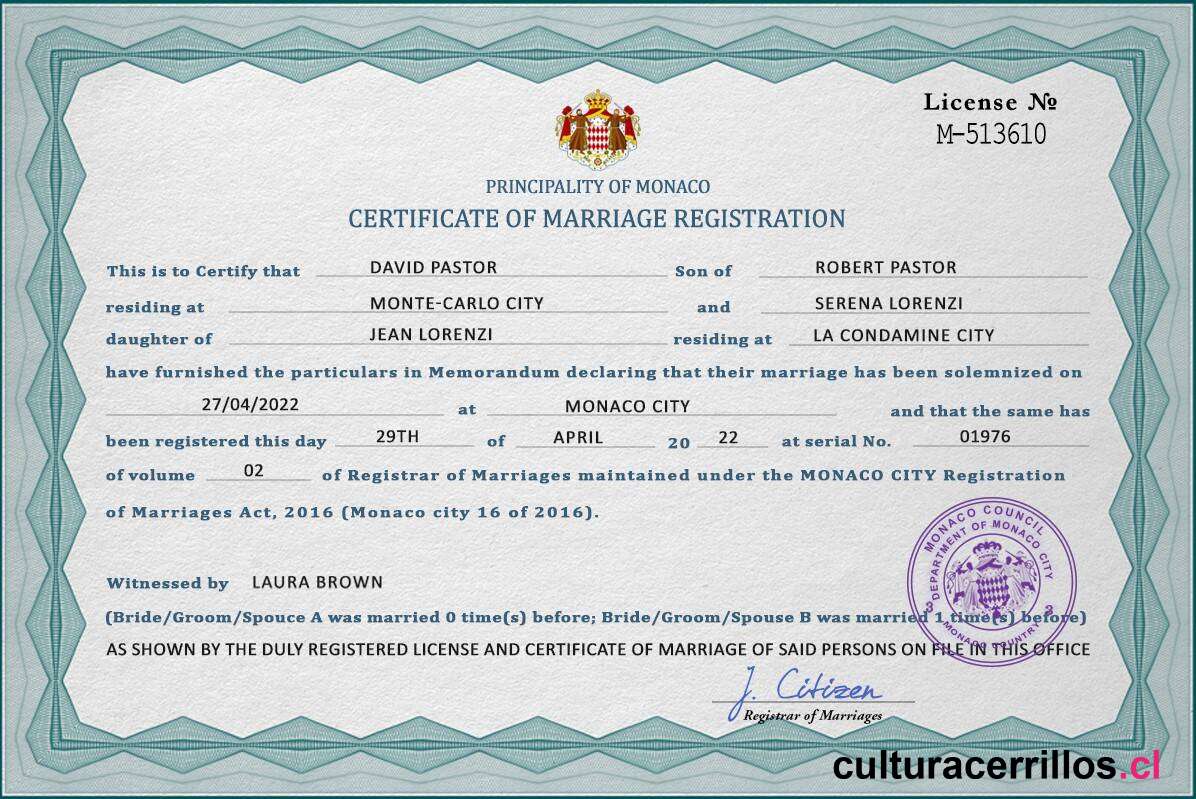 License №
M-513610
PRINCIPALITY OF MONACO
CERTIFICATE OF MARRIAGE REGISTRATION
This is to Certify that DAVID PASTOR Son of ROBERT PASTOR
residing at MONTE-CARLO CITY and SERENA LORENZI
daughter of JEAN LORENZI residing at LA CONDAMINE CITY
have furnished the particulars in Memorandum declaring that their marriage has been solemnized on
27/04/2022 at MONACO CITY and that the same has
been registered this day 29TH of APRIL 20 22 at serial No. 01976
of volume 02 of Registrar of Marriages maintained under the MONACO CITY Registration
of Marriages Act, 2016 (Monaco city 16 of 2016).
MONACO COUNCIL
DEPARTMENT OF MONACO CITY
3 3
MONACO COUNTRY
Witnessed by LAURA BROWN
(Bride/Groom/Spouce A was married 0 time(s) before; Bride/Groom/Spouse B was married 1 time(s) before)
AS SHOWN BY THE DULY REGISTERED LICENSE AND CERTIFICATE OF MARRIAGE OF SAID PERSONS ON FILE IN THIS OFFICE
J. Citizen
Registrar of Marriages
culturacerrillos.cl